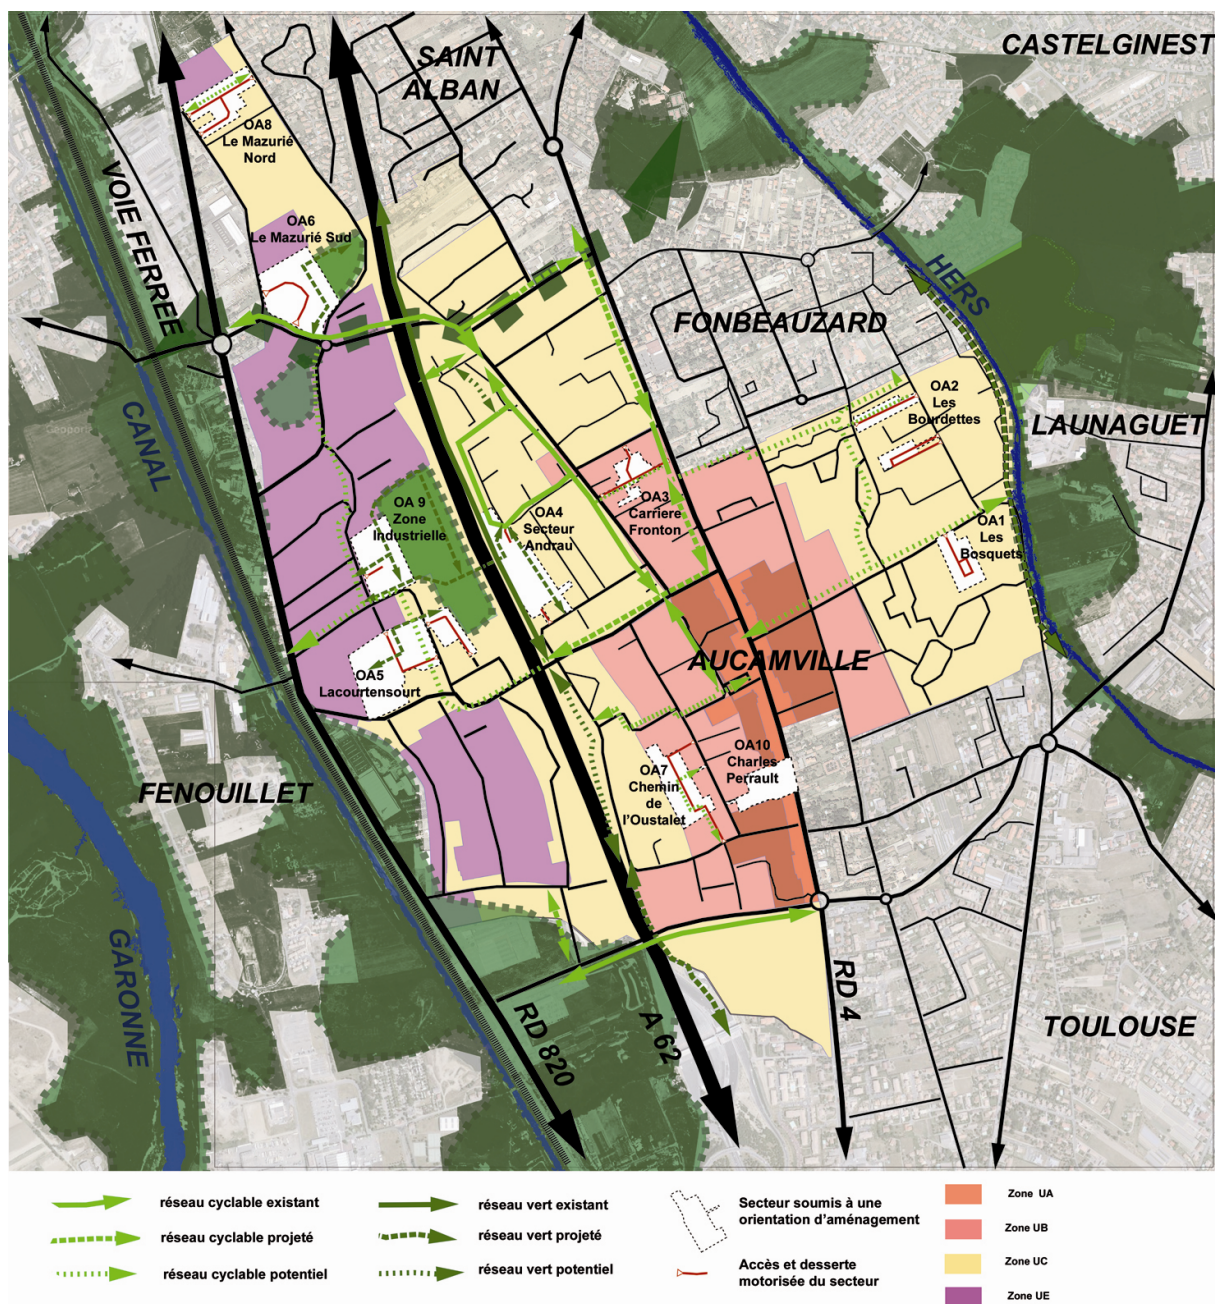 CASTELGINEST
SAINT
ALBAN
OA8
Le Mazurié
Nord
VOIE FERREE
OA6
Le Mazurié Sud
HERS
FONBEAUZARD
CANAL
OA2
Les
Bourdettes
LAUNAGUET
OA 9
Zone
Industrielle
OA4
Secteur
Andrau
OA3
Carriere
Fronton
OA1
Les
Bosquets
AUCAMVILLE
OA5
Lacourtensourt
FENOUILLET
OA7
Chemin
de
l'Oustalet
OA10
Charles
Perrault
GARONNE
RD 820
A 62
RD 4
TOULOUSE
réseau cyclable existant
réseau cyclable projeté
réseau cyclable potentiel
réseau vert existant
réseau vert projeté
réseau vert potentiel
Secteur soumis à une
orientation d'aménagement
Accès et desserte
motorisée du secteur
Zone UA
Zone UB
Zone UC
Zone UE